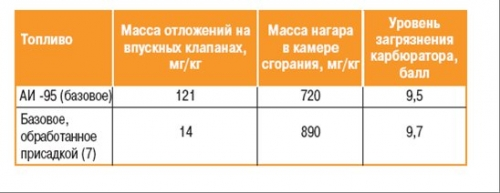 Топливо
Масса отложений на
впускных клапанах,
мг/кг
Масса нагара
в камере
сгорания, мг/кг
Уровень
загрязнения
карбюратора,
балл
АИ -95 (базовое) 121 720 9,5
Базовое,
обработанное 14 890 9,7
присадкой (7)